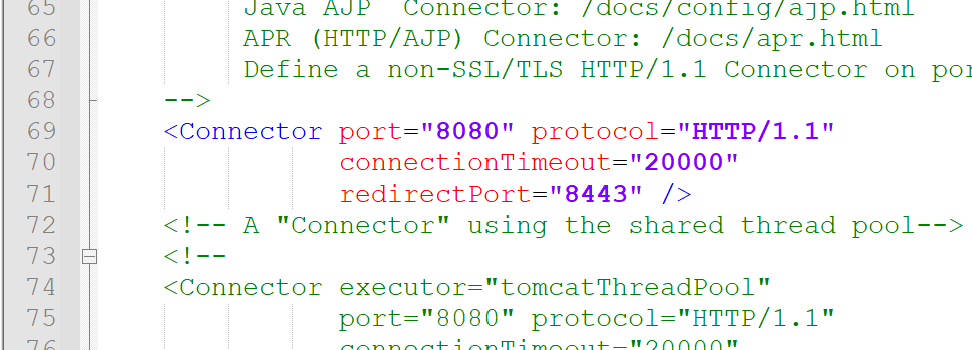 65 Java AJP  Connector: /docs/config/ajp.html
66 APR (HTTP/AJP) Connector: /docs/apr.html
67 Define a non-SSL/TLS HTTP/1.1 Connector on por
68 -->
69 <Connector port="8080" protocol="HTTP/1.1"
70 connectionTimeout="20000"
71 redirectPort="8443" />
72 <!-- A "Connector" using the shared thread pool-->
73 <!--
74 <Connector executor="tomcatThreadPool"
75 port="8080" protocol="HTTP/1.1"
76 connectionTimeout="20000"